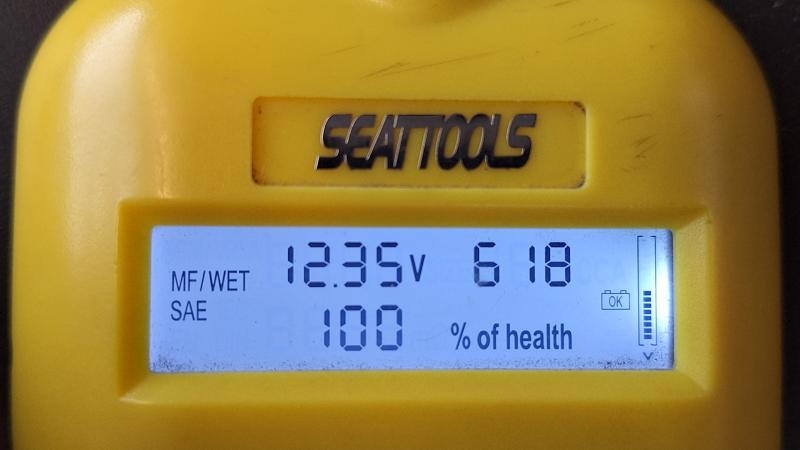 SEATTOOLS
MF/WET 12.35V 618
SAE
OK
100 % of health